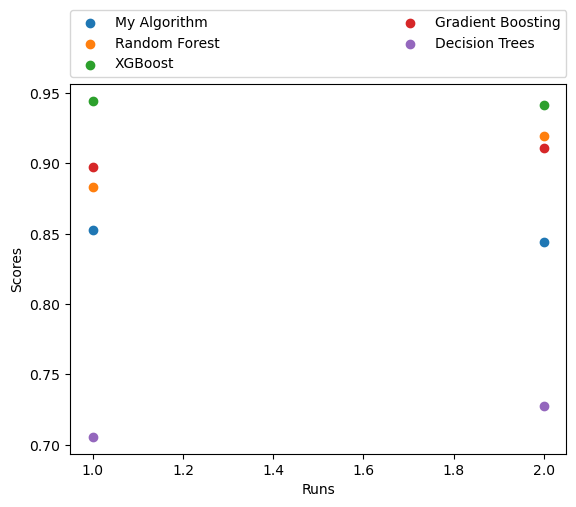 My Algorithm
Random Forest
XGBoost
Gradient Boosting
Decision Trees
0.95
0.90
0.85
0.80
0.75
0.70
Scores
1.0 1.2 1.4 1.6 1.8 2.0
Runs